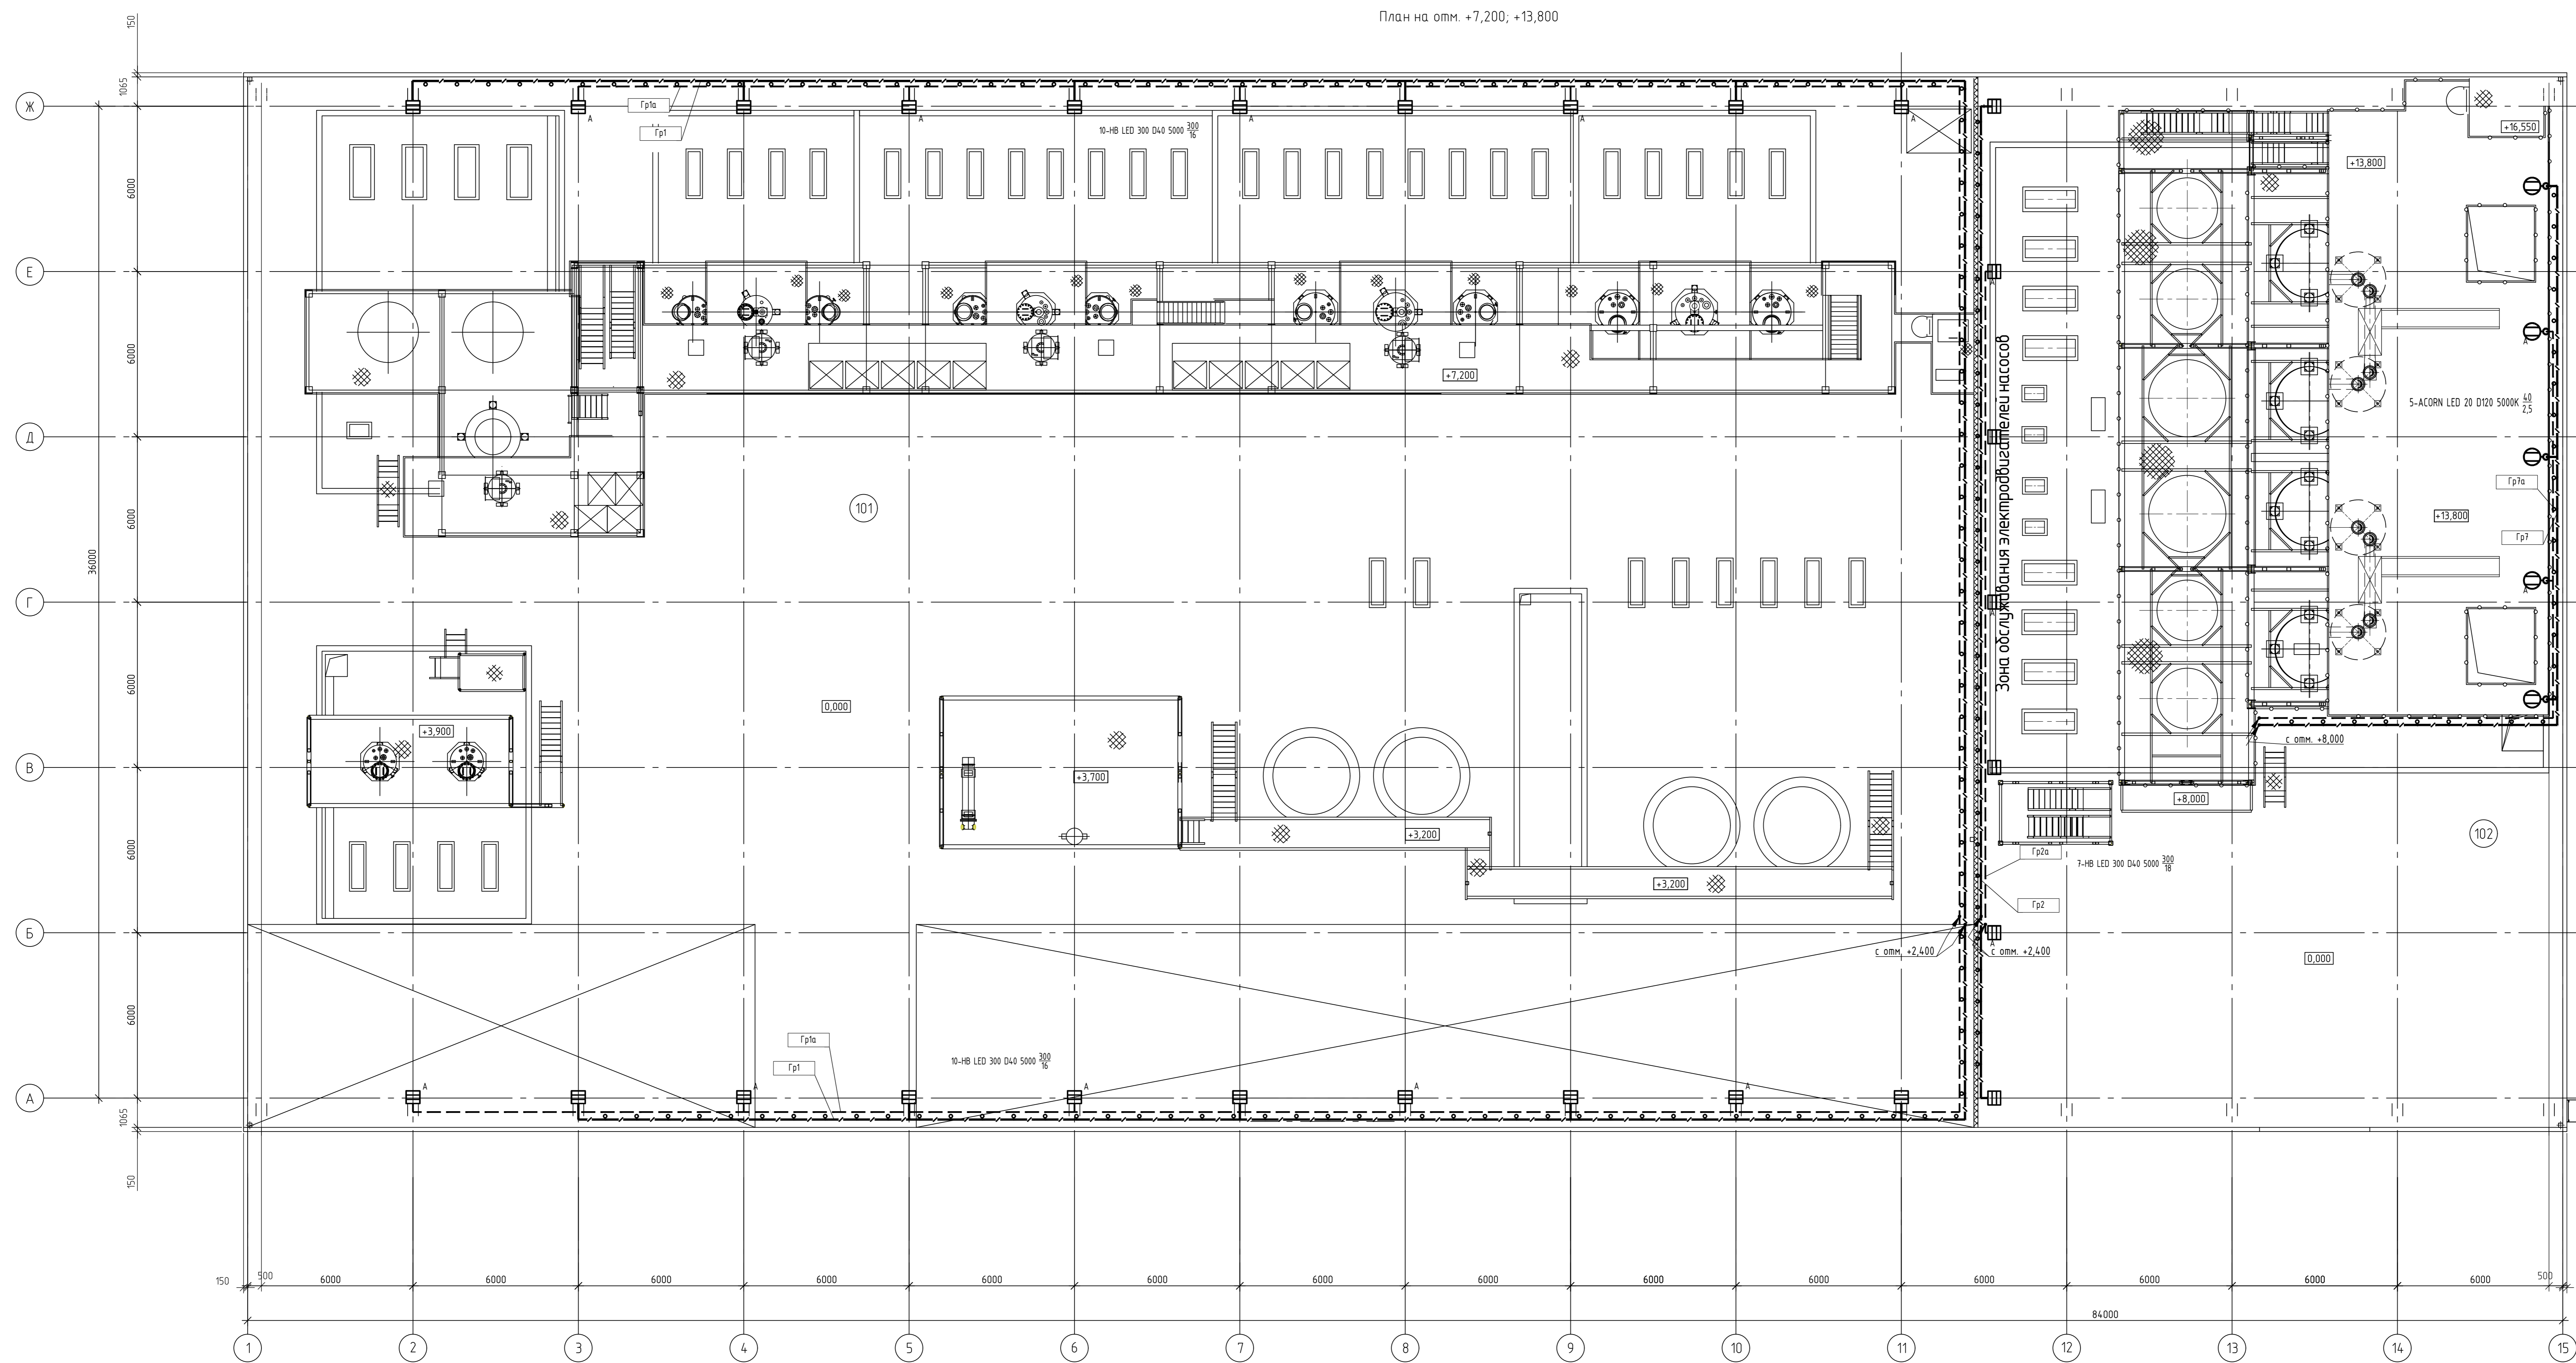 План на отм. +7,200; +13,800
150
1065
Ж
Гр1а
Гр1
А
А
А
А
10-HB LED 300 D40 5000 300/16
+16,550
+13,800
6000
Е
А
6000
+7,200
А
5-ACORN LED 20 D120 5000K 40/2,5
Зона обслуживания электродвигателей насосов
Д
А
Гр7а
101
+13,800
6000
Гр7
36000
А
Г
А
6000
0,000
+3,900
с отм. +8,000
В
+3,700
+8,000
+3,200
102
6000
Гр2а
7-HB LED 300 D40 5000 300/18
+3,200
Гр2
Б
А
с отм. +2,400
с отм. +2,400
0,000
6000
Гр1а
10-HB LED 300 D40 5000 300/16
Гр1
А
А
А
А
А
А
1065
150
150
500
6000
6000
6000
6000
6000
6000
6000
6000
6000
6000
6000
6000
6000
6000
500
84000
1
2
3
4
5
6
7
8
9
10
11
12
13
14
15